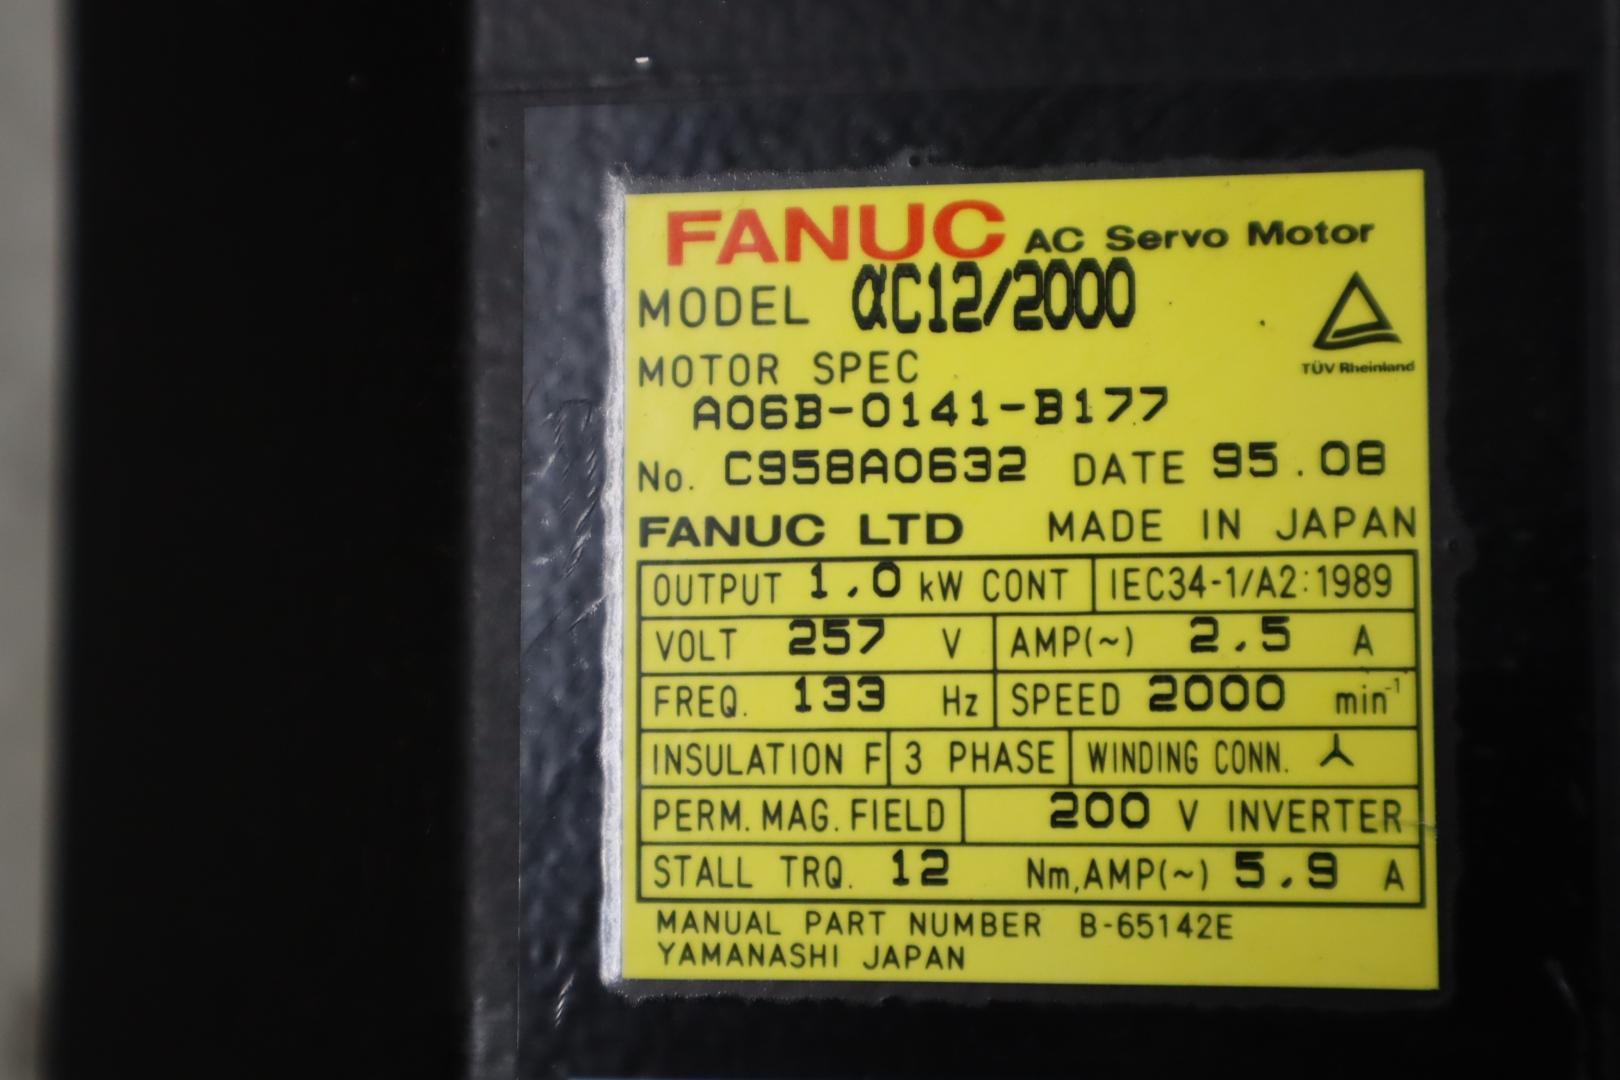 FANUC AC Servo Motor
MODEL αC12/2000
TÜV Rheinland
MOTOR SPEC
A06B-0141-B177
No. C958A0632 DATE 95.08
FANUC LTD MADE IN JAPAN
OUTPUT 1.0 kW CONT IEC34-1/A2:1989
VOLT 257 V AMP(~) 2.5 A
FREQ. 133 Hz SPEED 2000 min⁻¹
INSULATION F 3 PHASE WINDING CONN.
PERM. MAG. FIELD 200 V INVERTER
STALL TRQ. 12 Nm, AMP(~) 5.9 A
MANUAL PART NUMBER B-65142E
YAMANASHI JAPAN